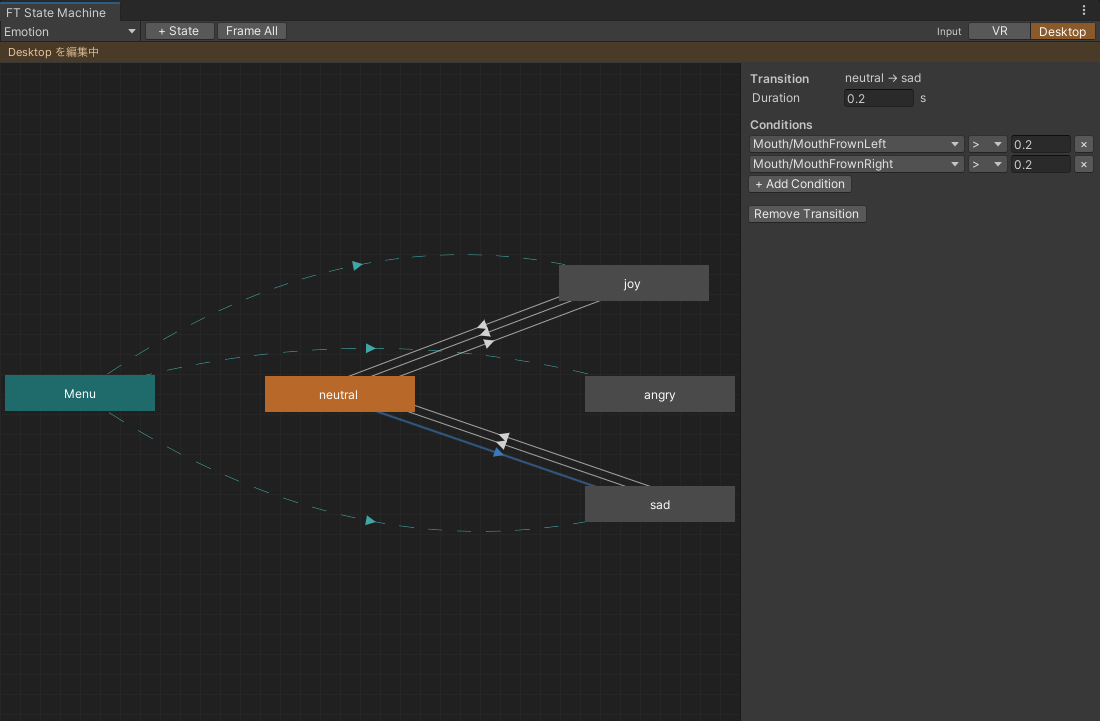 FT State Machine
Emotion + State Frame All Input VR Desktop
Desktop を編集中
Transition neutral → sad
Duration 0.2 s
Conditions
Mouth/MouthFrownLeft > 0.2 ×
Mouth/MouthFrownRight > 0.2 ×
+ Add Condition
Remove Transition
joy
Menu
neutral
angry
sad